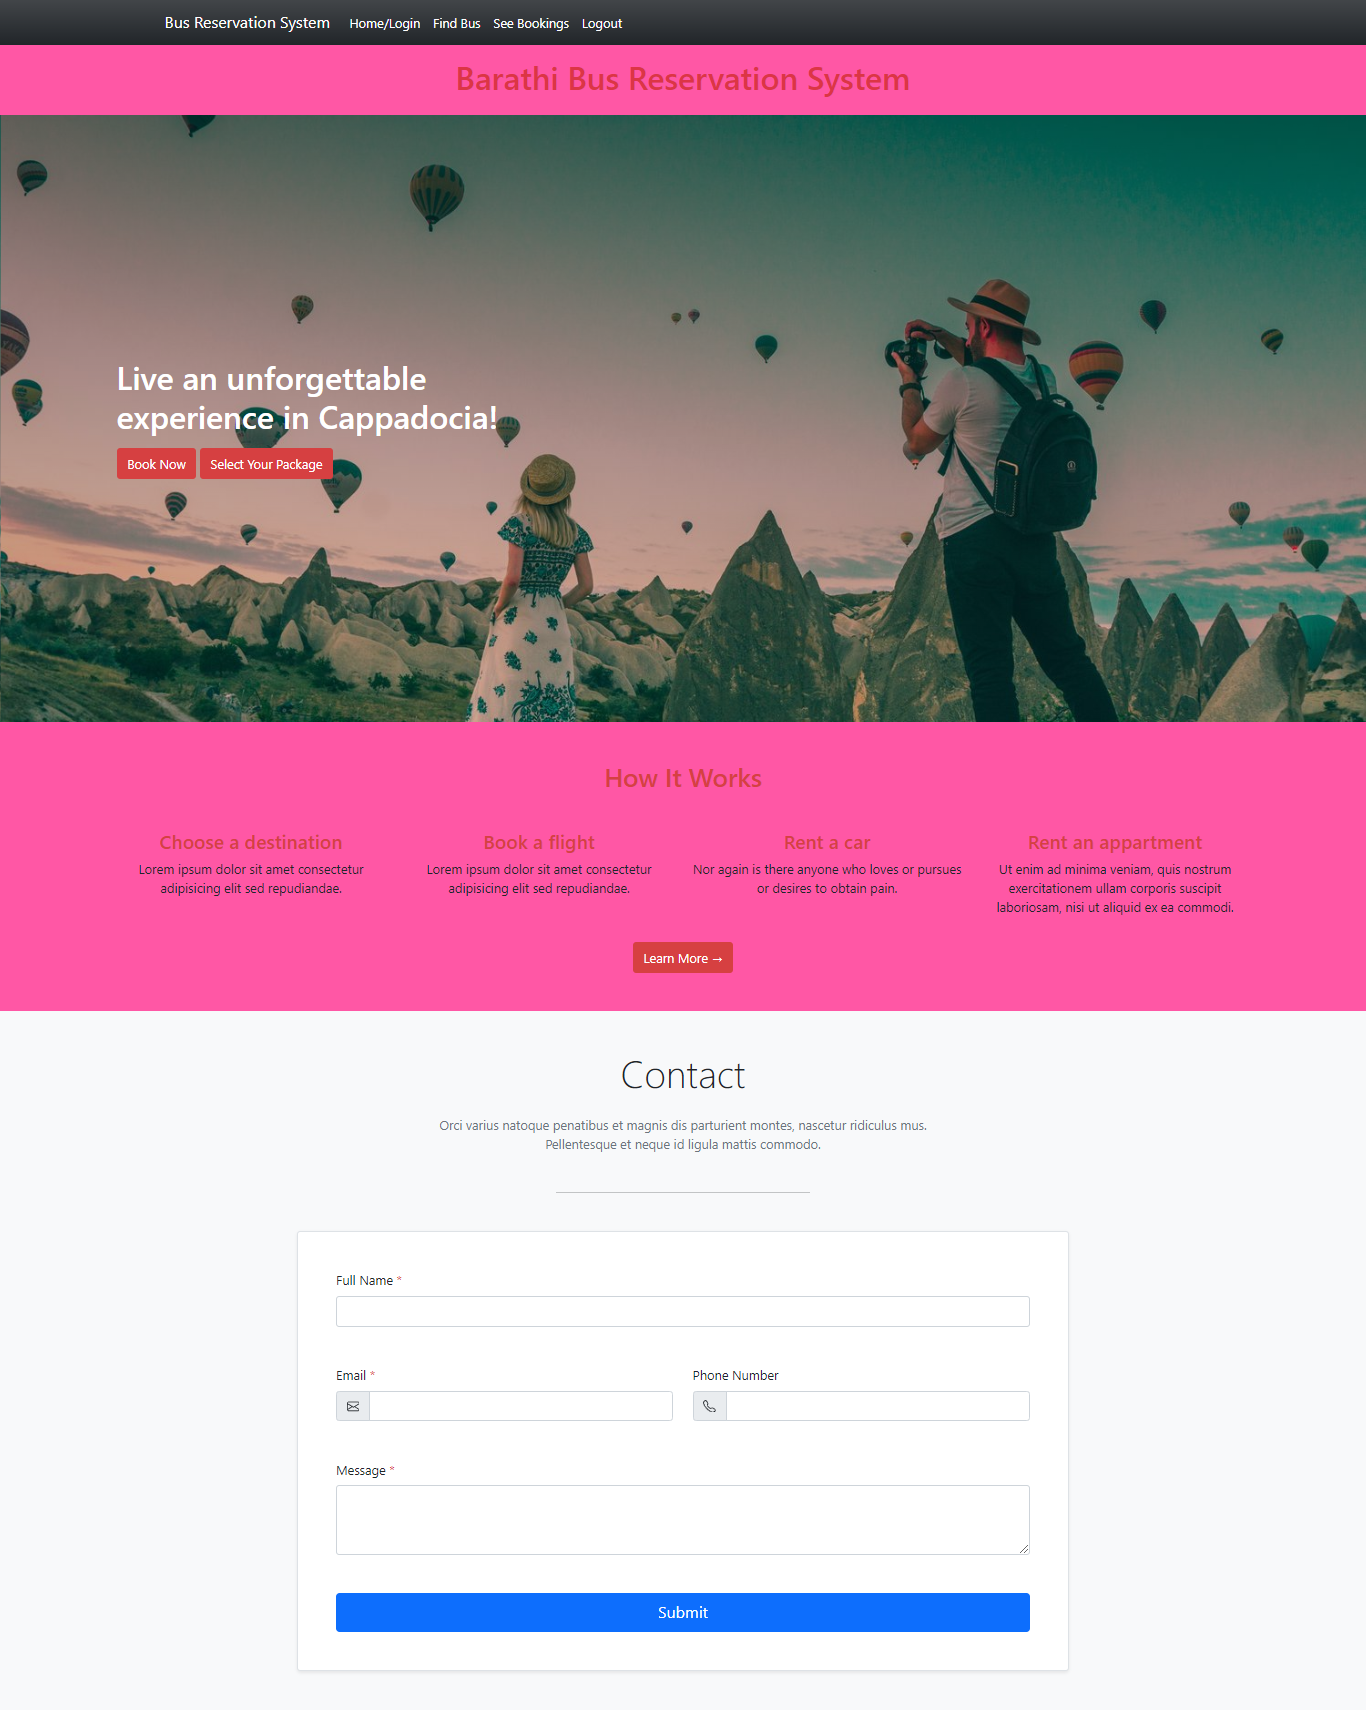 Bus Reservation System
Home/Login
Find Bus
See Bookings
Logout
Barathi Bus Reservation System
Live an unforgettable
experience in Cappadocia!
Book Now
Select Your Package
How It Works
Choose a destination
Lorem ipsum dolor sit amet consectetur
adipisicing elit sed repudiandae.
Book a flight
Lorem ipsum dolor sit amet consectetur
adipisicing elit sed repudiandae.
Rent a car
Nor again is there anyone who loves or pursues
or desires to obtain pain.
Rent an appartment
Ut enim ad minima veniam, quis nostrum
exercitationem ullam corporis suscipit
laboriosam, nisi ut aliquid ex ea commodi.
Learn More →
Contact
Orci varius natoque penatibus et magnis dis parturient montes, nascetur ridiculus mus.
Pellentesque et neque id ligula mattis commodo.
Full Name *
Email *
Phone Number
Message *
Submit